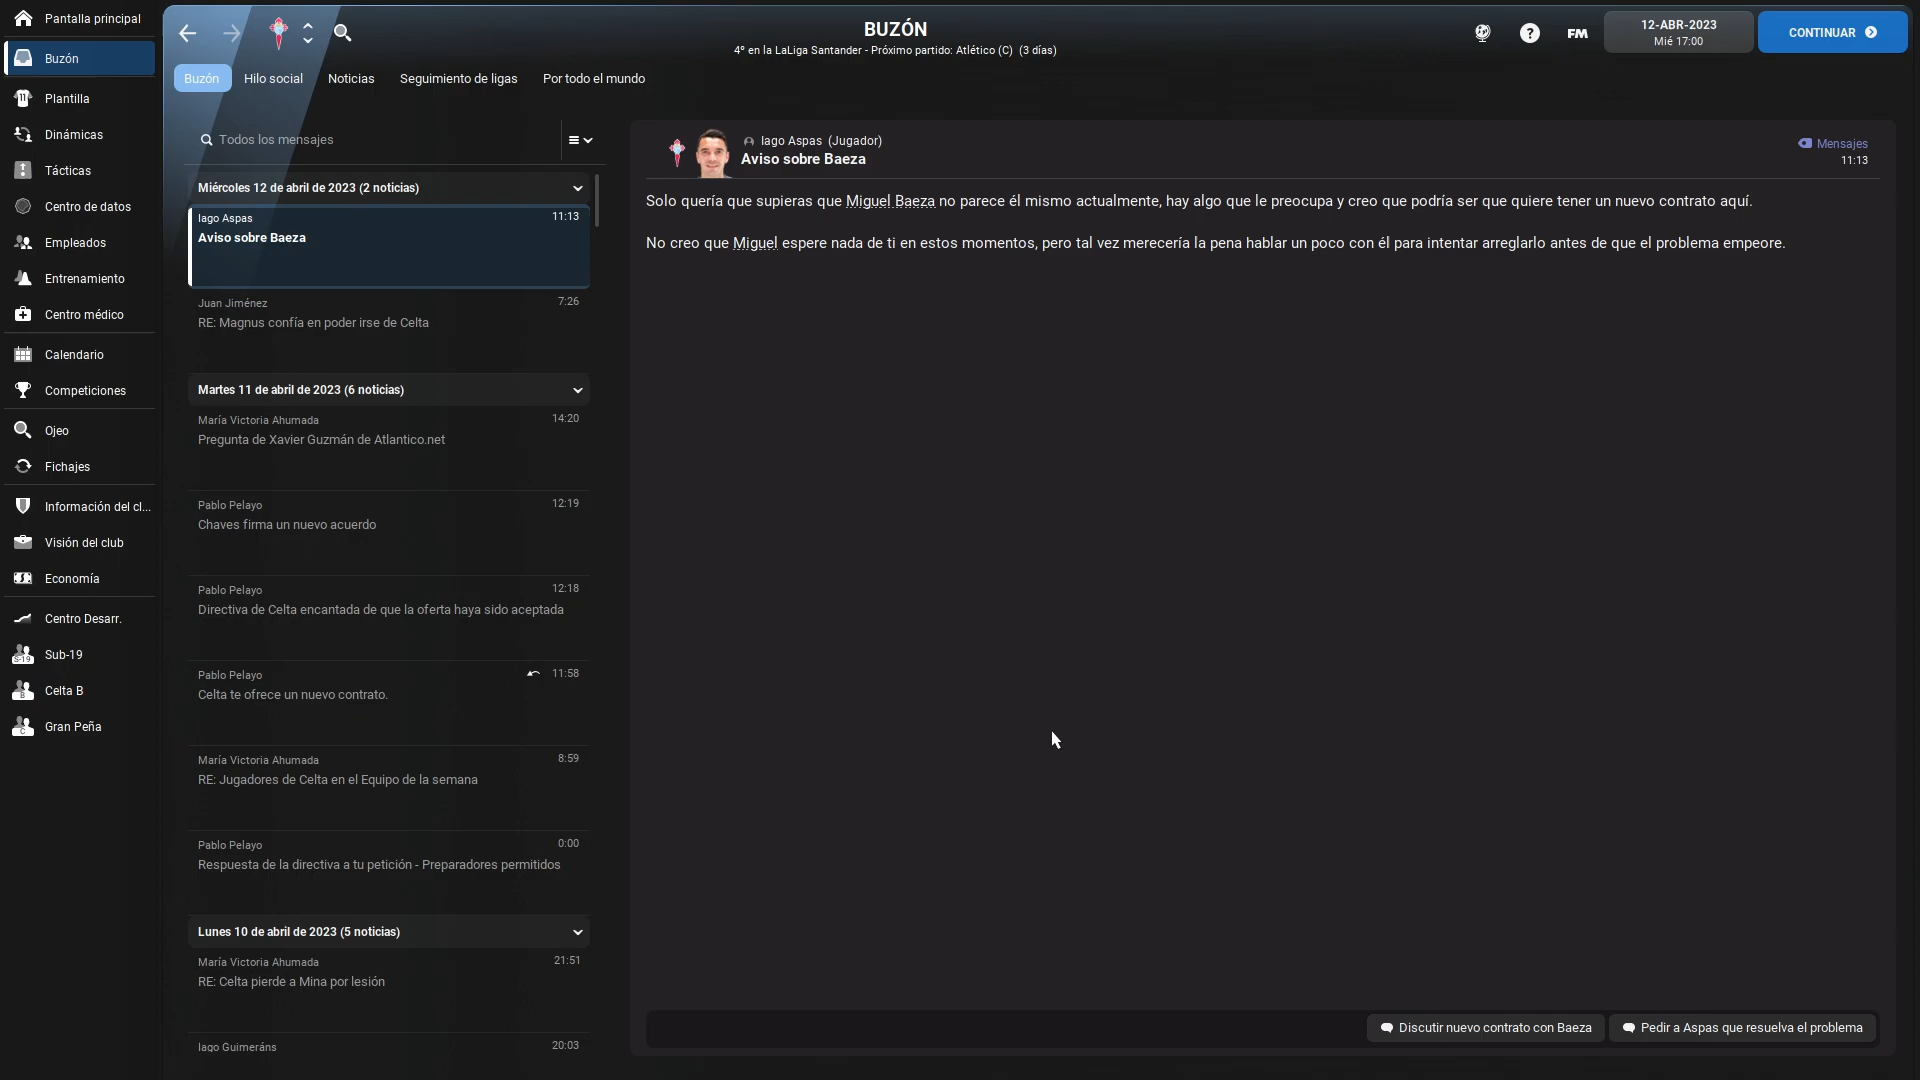 Pantalla principal
Buzón
Plantilla
Dinámicas
Tácticas
Centro de datos
Empleados
Entrenamiento
Centro médico
Calendario
Competiciones
Ojeo
Fichajes
Información del cl...
Visión del club
Economía
Centro Desarr.
S-19
Sub-19
B
Celta B
C
Gran Peña
BUZÓN
4º en la LaLiga Santander - Próximo partido: Atlético (C) (3 días)
?
FM
12-ABR-2023
Mié 17:00
CONTINUAR
Buzón
Hilo social
Noticias
Seguimiento de ligas
Por todo el mundo
Todos los mensajes
Miércoles 12 de abril de 2023 (2 noticias)
Iago Aspas 11:13
Aviso sobre Baeza
Juan Jiménez 7:26
RE: Magnus confía en poder irse de Celta
Martes 11 de abril de 2023 (6 noticias)
María Victoria Ahumada 14:20
Pregunta de Xavier Guzmán de Atlantico.net
Pablo Pelayo 12:19
Chaves firma un nuevo acuerdo
Pablo Pelayo 12:18
Directiva de Celta encantada de que la oferta haya sido aceptada
Pablo Pelayo 11:58
Celta te ofrece un nuevo contrato.
María Victoria Ahumada 8:59
RE: Jugadores de Celta en el Equipo de la semana
Pablo Pelayo 0:00
Respuesta de la directiva a tu petición - Preparadores permitidos
Lunes 10 de abril de 2023 (5 noticias)
María Victoria Ahumada 21:51
RE: Celta pierde a Mina por lesión
Iago Guimeráns 20:03
Iago Aspas (Jugador)
Aviso sobre Baeza
Mensajes
11:13
Solo quería que supieras que Miguel Baeza no parece él mismo actualmente, hay algo que le preocupa y creo que podría ser que quiere tener un nuevo contrato aquí.
No creo que Miguel espere nada de ti en estos momentos, pero tal vez merecería la pena hablar un poco con él para intentar arreglarlo antes de que el problema empeore.
Discutir nuevo contrato con Baeza
Pedir a Aspas que resuelva el problema